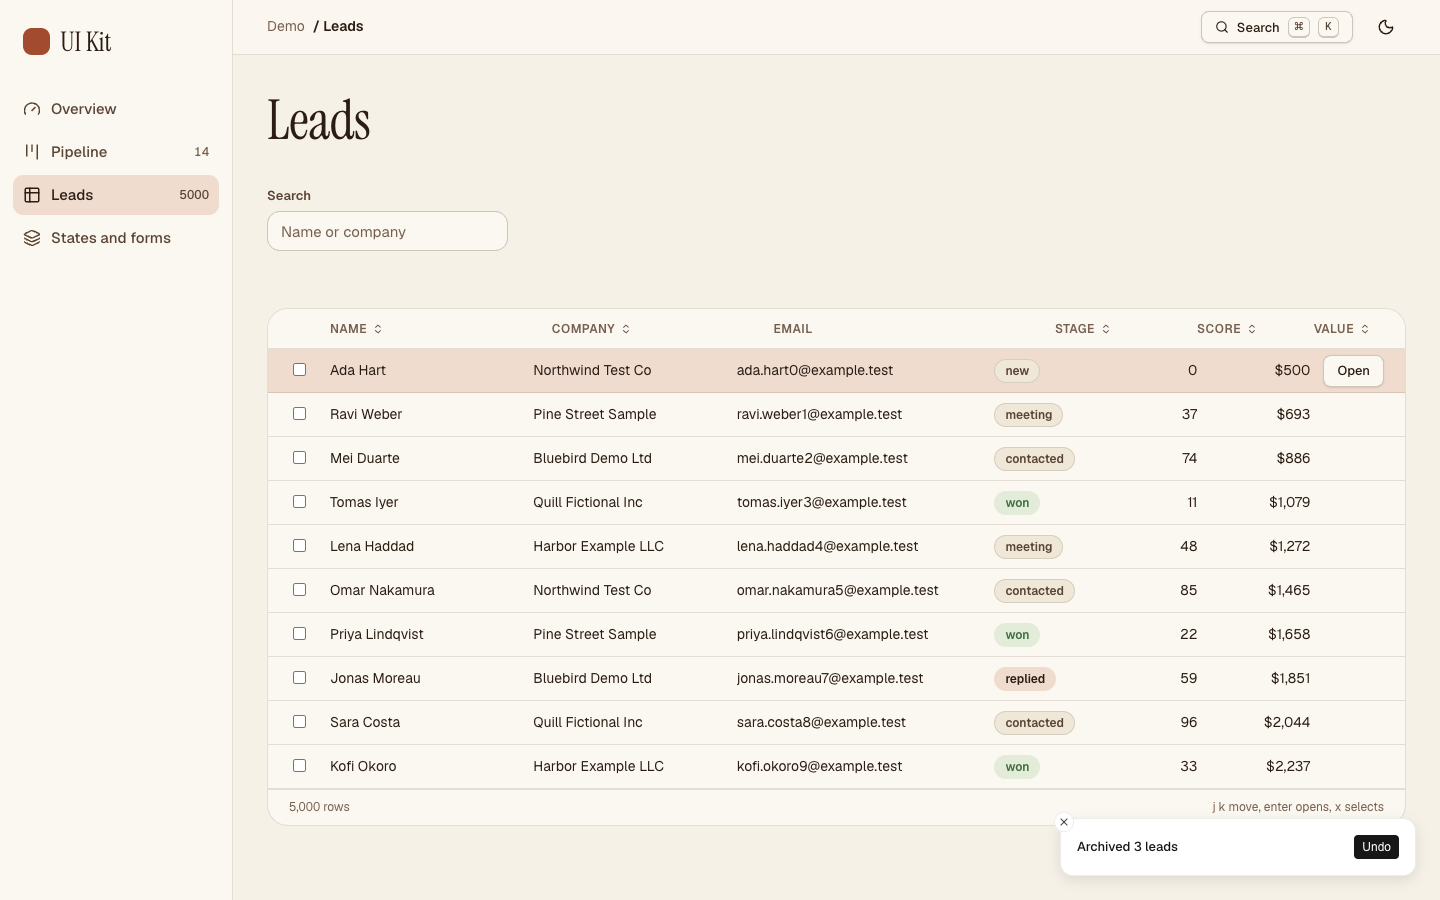 UI Kit
Demo / Leads
Search ⌘ K
Overview
Pipeline 14
Leads 5000
States and forms
Leads
Search
Name or company
NAME COMPANY EMAIL STAGE SCORE VALUE
Ada Hart Northwind Test Co ada.hart0@example.test new 0 $500 Open
Ravi Weber Pine Street Sample ravi.weber1@example.test meeting 37 $693
Mei Duarte Bluebird Demo Ltd mei.duarte2@example.test contacted 74 $886
Tomas Iyer Quill Fictional Inc tomas.iyer3@example.test won 11 $1,079
Lena Haddad Harbor Example LLC lena.haddad4@example.test meeting 48 $1,272
Omar Nakamura Northwind Test Co omar.nakamura5@example.test contacted 85 $1,465
Priya Lindqvist Pine Street Sample priya.lindqvist6@example.test won 22 $1,658
Jonas Moreau Bluebird Demo Ltd jonas.moreau7@example.test replied 59 $1,851
Sara Costa Quill Fictional Inc sara.costa8@example.test contacted 96 $2,044
Kofi Okoro Harbor Example LLC kofi.okoro9@example.test won 33 $2,237
5,000 rows j k move, enter opens, x selects
Archived 3 leads Undo